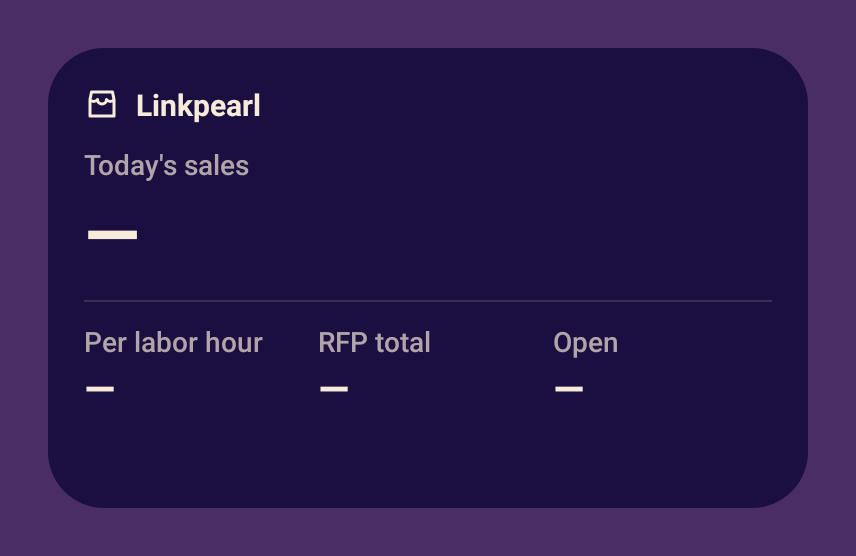 Linkpearl
Today's sales
—
Per labor hour RFP total Open
— — —